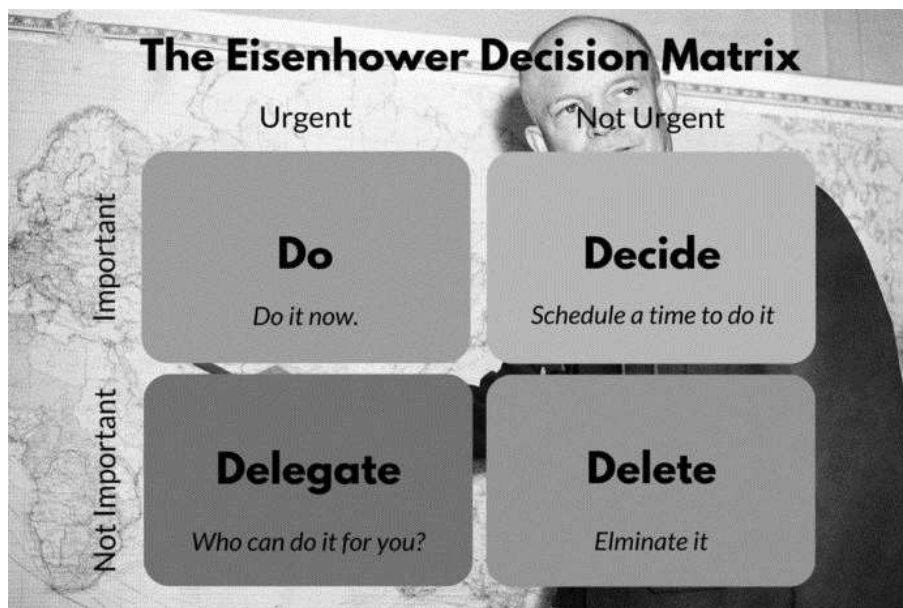 The Eisenhower Decision Matrix
Urgent
Not Urgent
Important
Do
Do it now.
Decide
Schedule a time to do it
Not Important
Delegate
Who can do it for you?
Delete
Elminate it